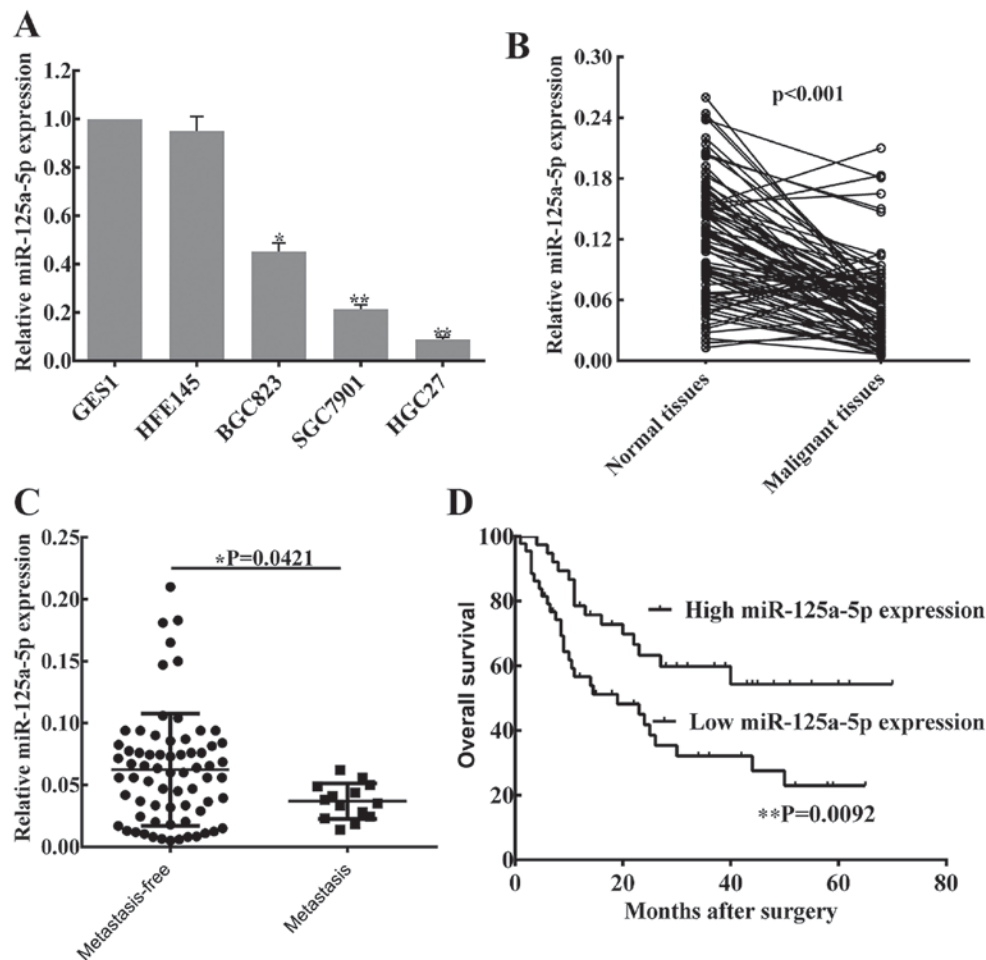 A
Relative miR-125a-5p expression
1.2
1.0
0.8
0.6
0.4
0.2
0.0
*
**
**
GES1
HFE145
BGC823
SGC7901
HGC27
B
Relative miR-125a-5p expression
0.30
0.24
0.18
0.12
0.06
0.00
p<0.001
Normal tissues
Malignant tissues
C
Relative miR-125a-5p expression
0.25
0.20
0.15
0.10
0.05
0.00
*P=0.0421
Metastasis-free
Metastasis
D
Overall survival
100
80
60
40
20
0
High miR-125a-5p expression
Low miR-125a-5p expression
**P=0.0092
0 20 40 60 80
Months after surgery